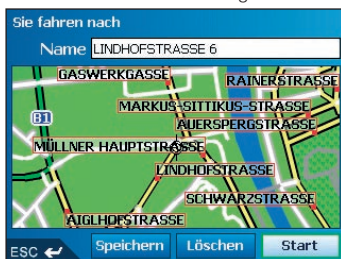 Sie fahren nach
Name LINDHOFSTRASSE 6
GASWERKGASSE
RAINERSTRASSE
MARKUS-SITTIKUS-STRASSE
B1
AUERSPERGSTRASSE
MÜLLNER HAUPTSTRASSE
LINDHOFSTRASSE
SCHWARZSTRASSE
AIGLHOFSTRASSE
ESC Speichern Löschen Start